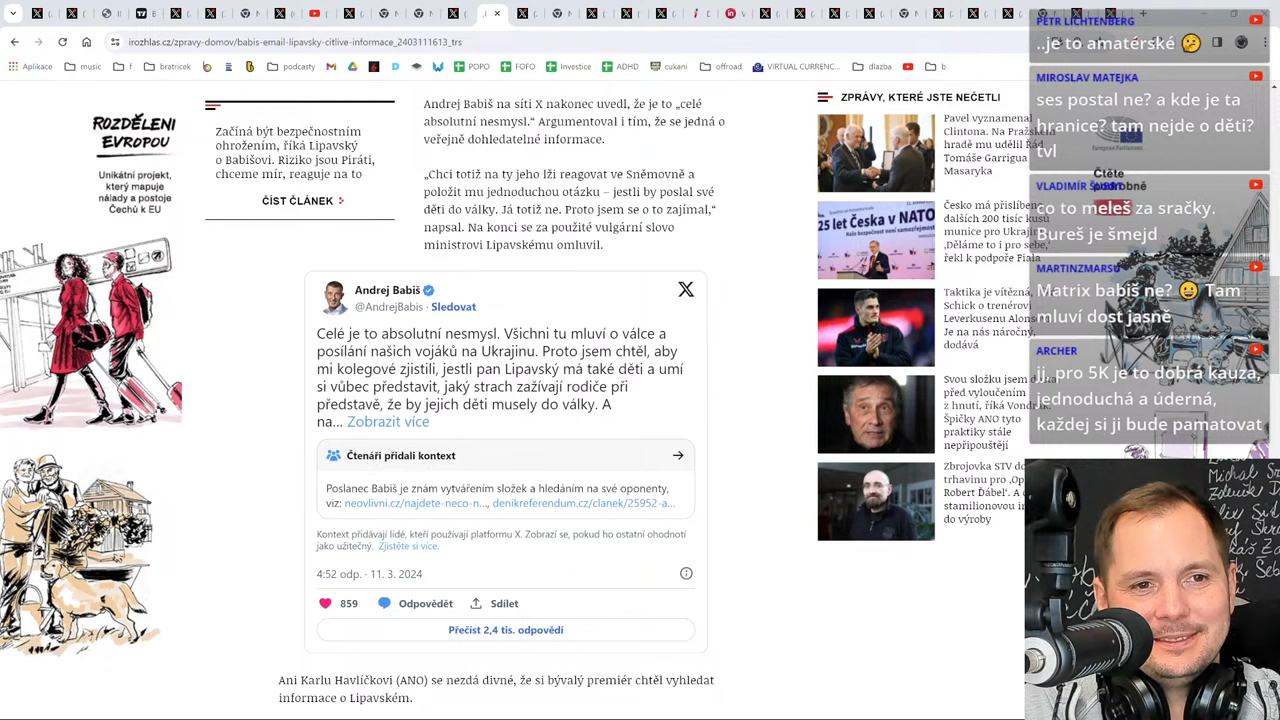 irozhlas.cz/zpravy-domov/babis-email-lipavsky-citlive-informace_2403111613_trs
Aplikace
music
f
bratricek
podcasty
POPO
FOFO
Investice
ADHD
cukani
offroad
VIRTUAL CURRENC...
dlazba
b
ROZDĚLENI
EVROPOU
Unikátní projekt,
který mapuje
nálady a postoje
Čechů k EU
Začíná být bezpečnostním
ohrožením, říká Lipavský
o Babišovi. Riziko jsou Piráti,
chceme mír, reaguje na to
ČÍST ČLÁNEK
Andrej Babiš na síti X nakonec uvedl, že je to „celé
absolutní nesmysl.“ Argumentoval i tím, že se jedná o
veřejně dohledatelné informace.
„Chci totiž na ty jeho lži reagovat ve Sněmovně a
položit mu jednoduchou otázku – jestli by poslal své
děti do války. Já totiž ne. Proto jsem se o to zajímal,“
napsal. Na konci se za použité vulgární slovo
ministrovi Lipavskému omluvil.
Andrej Babiš
@AndrejBabis · Sledovat
Celé je to absolutní nesmysl. Všichni tu mluví o válce a
posílání našich vojáků na Ukrajinu. Proto jsem chtěl, aby
mi kolegové zjistili, jestli pan Lipavský má také děti a umí
si vůbec představit, jaký strach zažívají rodiče při
představě, že by jejich děti musely do války. A
na... Zobrazit více
Čtenáři přidali kontext
Poslanec Babiš je znám vytvářením složek a hledáním na své oponenty,
viz: neovlivni.cz/najdete-neco-n..., denikreferendum.cz/clanek/25952-a...
Kontext přidávají lidé, kteří používají platformu X. Zobrazí se, pokud ho ostatní ohodnotí
jako užitečný. Zjistěte si více.
4:52 odp. · 11. 3. 2024
859 Odpovědět Sdílet
Přečíst 2,4 tis. odpovědí
Ani Karlu Havlíčkovi (ANO) se nezdá divné, že si bývalý premiér chtěl vyhledat
informace o Lipavském.
ZPRÁVY, KTERÉ JSTE NEČETLI
Pavel vyznamenal
Clintona. Na Pražském
hradě mu udělil Řád
Tomáše Garrigua
Masaryka
25 let Česka v NATO
Česko má přislíbeno
dalších 200 tisíc kusů
munice pro Ukrajinu.
‚Děláme to i pro sebe,‘
řekl k podpoře Fiala
Taktika je vítězná,
Schick o trenérovi
Leverkusenu Alons
Je na nás náročný,
dodává
Svou složku jsem
před vyloučením
z hnutí, říká Vondrák.
Špičky ANO tyto
praktiky stále
nepřipouštějí
Zbrojovka STV do
trhavinu pro ‚Op
Robert Ďábel‘. A
stamilionovou in
do výroby
European Parliament
Čtěte
podrobně
PETR LICHTENBERG
..je to amatérské
MIROSLAV MATEJKA
ses postal ne? a kde je ta
hranice? tam nejde o děti?
tvl
VLADIMÍR
co to meleš za sračky.
Bureš je šmejd
MARTINZMARSU
Matrix babiš ne? Tam
mluví dost jasně
ARCHER
jj, pro 5K je to dobrá kauza,
jednoduchá a úderná,
každej si ji bude pamatovat